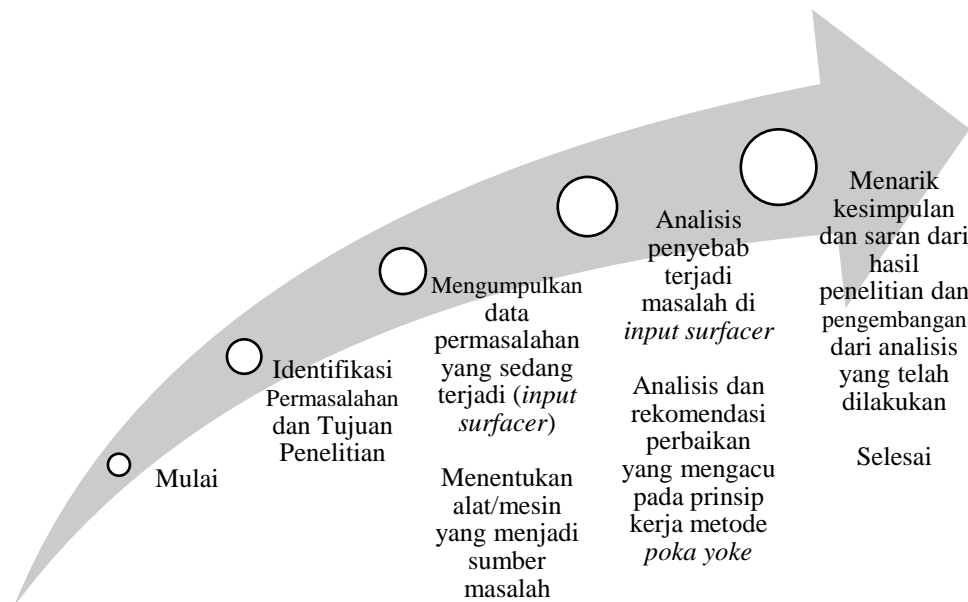 Mulai
Identifikasi
Permasalahan
dan Tujuan
Penelitian
Mengumpulkan
data
permasalahan
yang sedang
terjadi (input
surfacer)
Menentukan
alat/mesin
yang menjadi
sumber
masalah
Analisis
penyebab
terjadi
masalah di
input surfacer
Analisis dan
rekomendasi
perbaikan
yang mengacu
pada prinsip
kerja metode
poka yoke
Menarik
kesimpulan
dan saran dari
hasil
penelitian dan
pengembangan
dari analisis
yang telah
dilakukan
Selesai